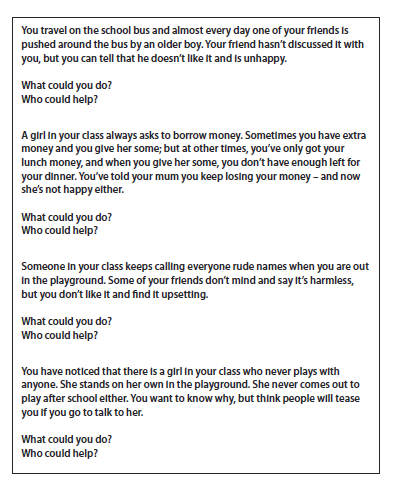 You travel on the school bus and almost every day one of your friends is
pushed around the bus by an older boy. Your friend hasn't discussed it with
you, but you can tell that he doesn't like it and is unhappy.
What could you do?
Who could help?
A girl in your class always asks to borrow money. Sometimes you have extra
money and you give her some; but at other times, you've only got your
lunch money, and when you give her some, you don't have enough left for
your dinner. You've told your mum you keep losing your money – and now
she's not happy either.
What could you do?
Who could help?
Someone in your class keeps calling everyone rude names when you are out
in the playground. Some of your friends don't mind and say it's harmless,
but you don't like it and find it upsetting.
What could you do?
Who could help?
You have noticed that there is a girl in your class who never plays with
anyone. She stands on her own in the playground. She never comes out to
play after school either. You want to know why, but think people will tease
you if you go to talk to her.
What could you do?
Who could help?